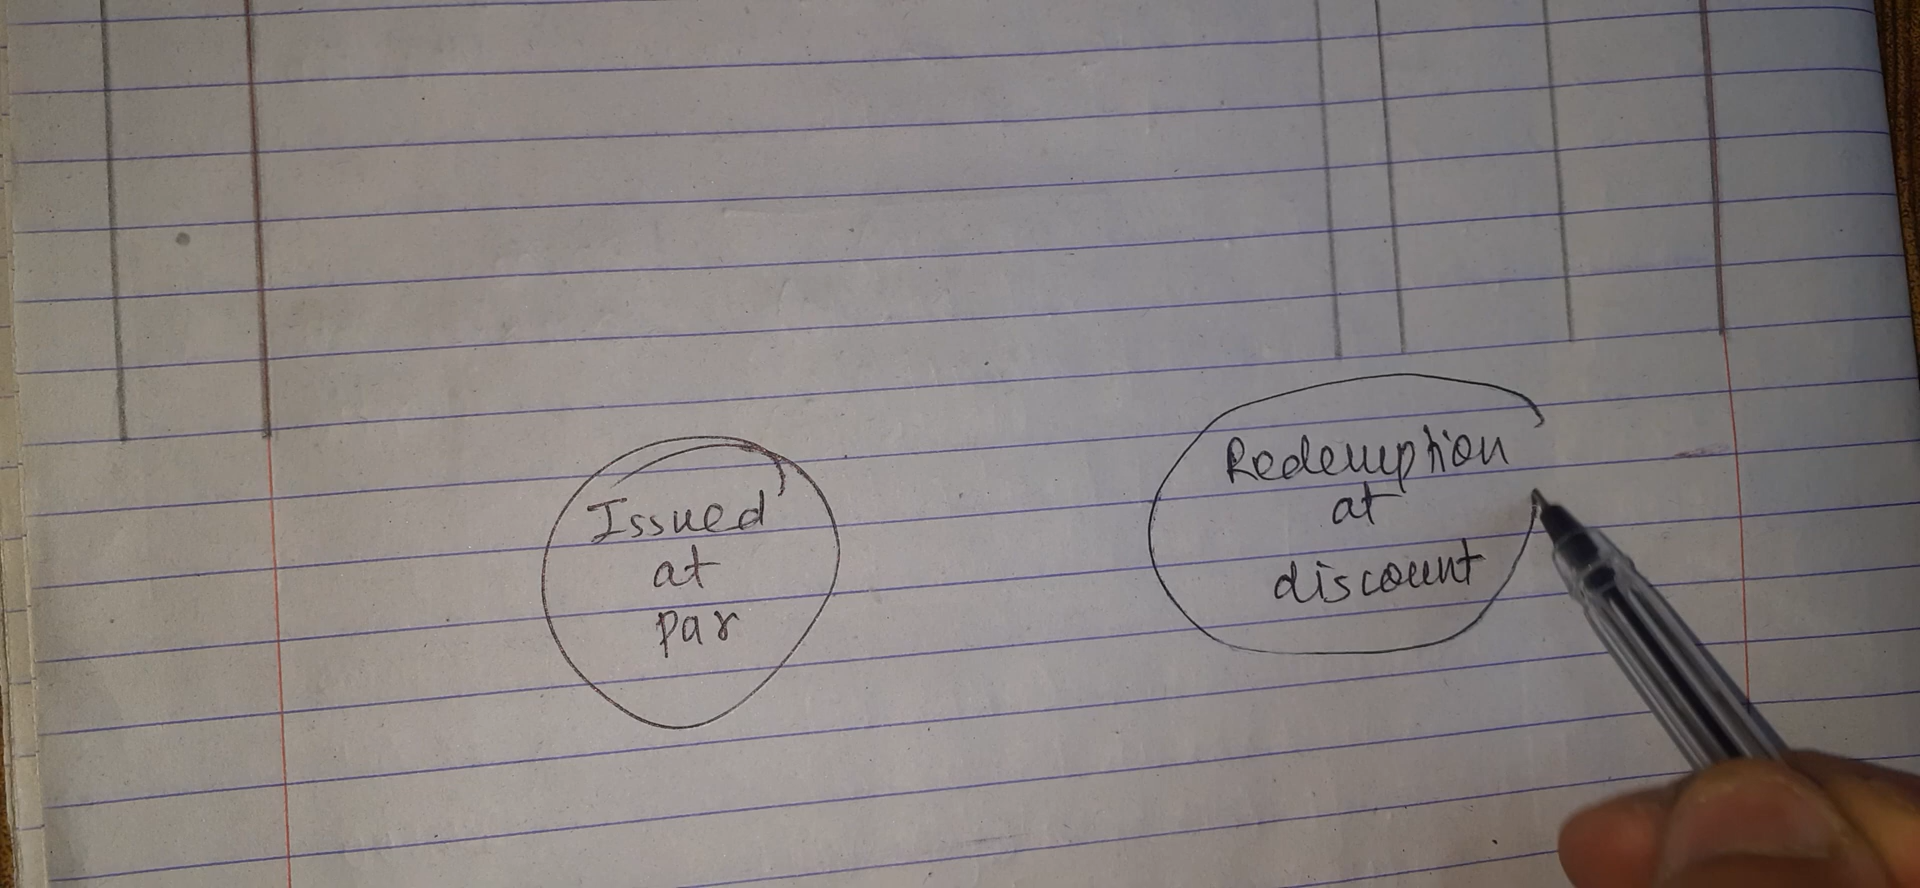 Issued
at
par
Redemption
at
discount